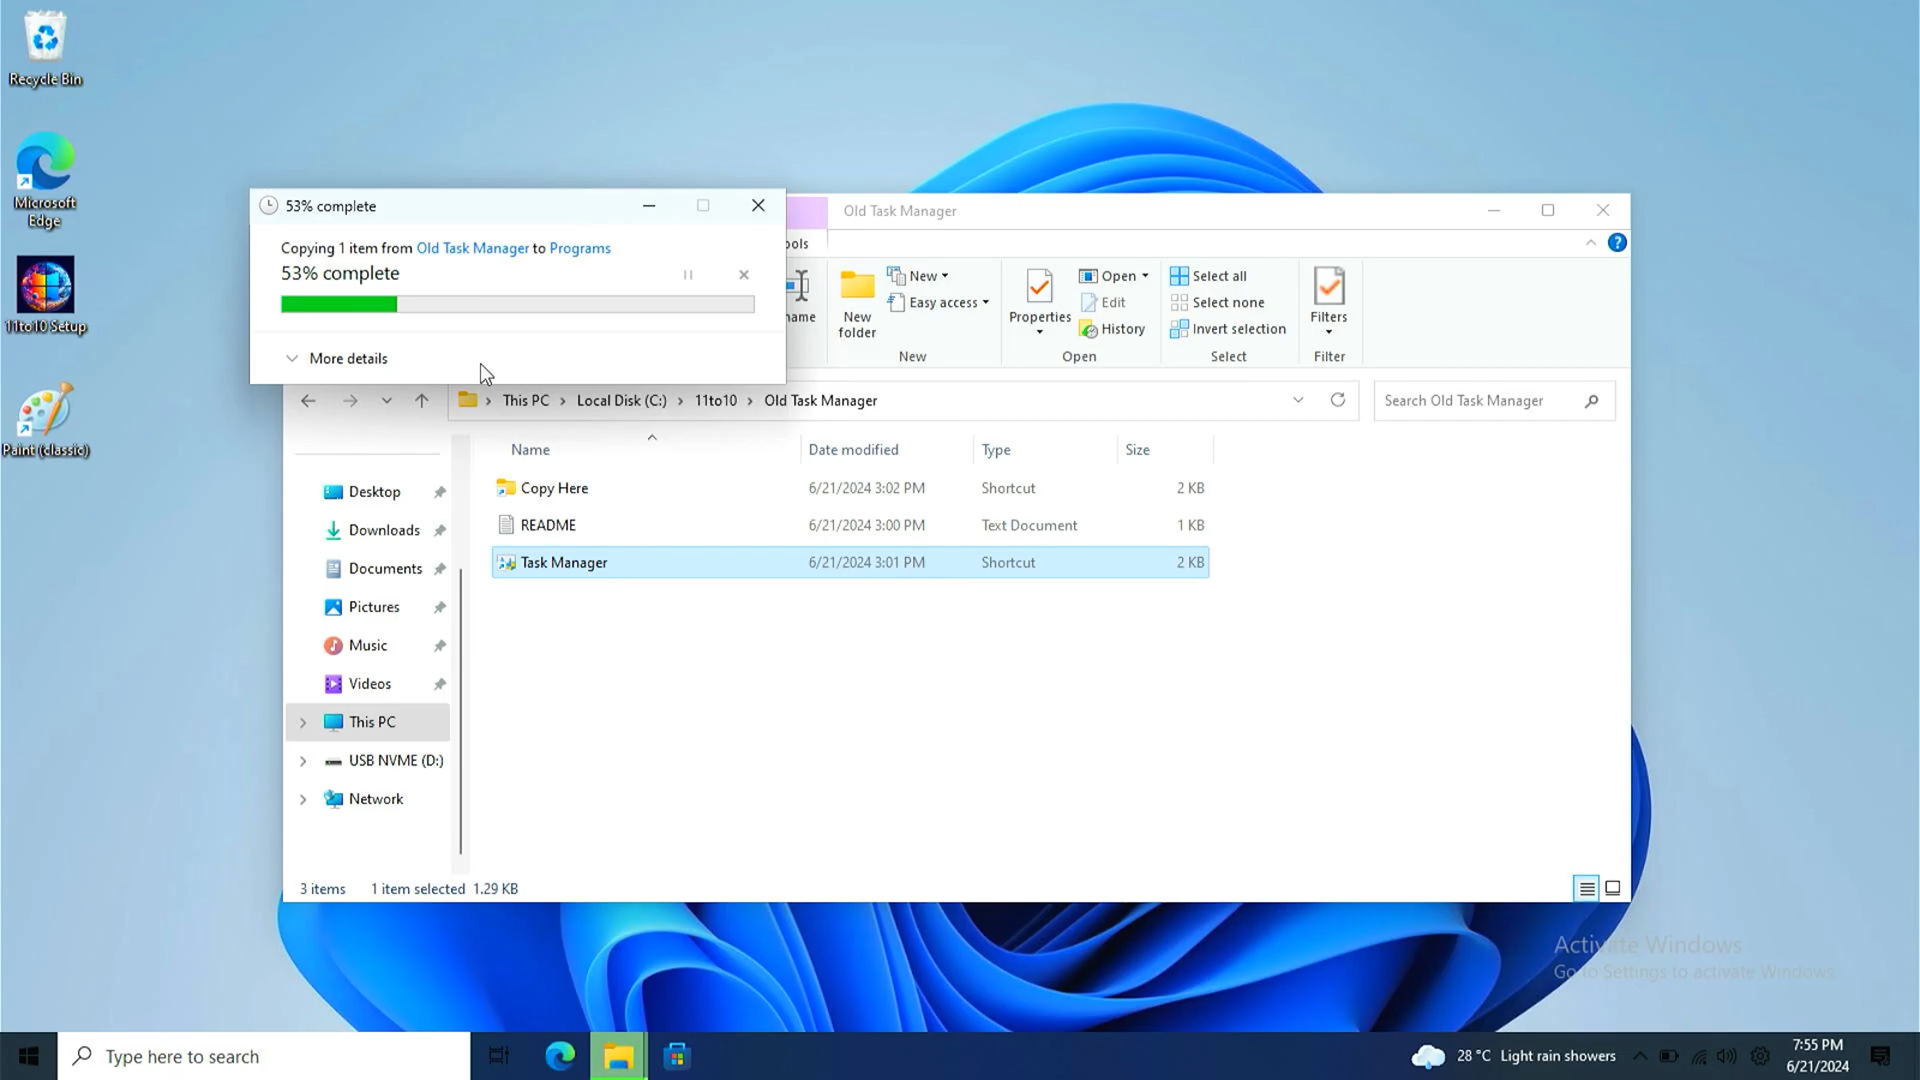 Recycle Bin
Microsoft
Edge
11to10 Setup
Paint (classic)
53% complete
Copying 1 item from Old Task Manager to Programs
53% complete
More details
Old Task Manager
ools
ame
New
folder
New
Easy access
New
Properties
Open
Edit
History
Open
Select all
Select none
Invert selection
Select
Filters
Filter
This PC
Local Disk (C:)
11to10
Old Task Manager
Search Old Task Manager
Name
Date modified
Type
Size
Copy Here 6/21/2024 3:02 PM Shortcut 2 KB
README 6/21/2024 3:00 PM Text Document 1 KB
Task Manager 6/21/2024 3:01 PM Shortcut 2 KB
Desktop
Downloads
Documents
Pictures
Music
Videos
This PC
USB NVME (D:)
Network
3 items 1 item selected 1.29 KB
Activate Windows
Go to Settings to activate Windows.
Type here to search
28 °C Light rain showers
7:55 PM
6/21/2024